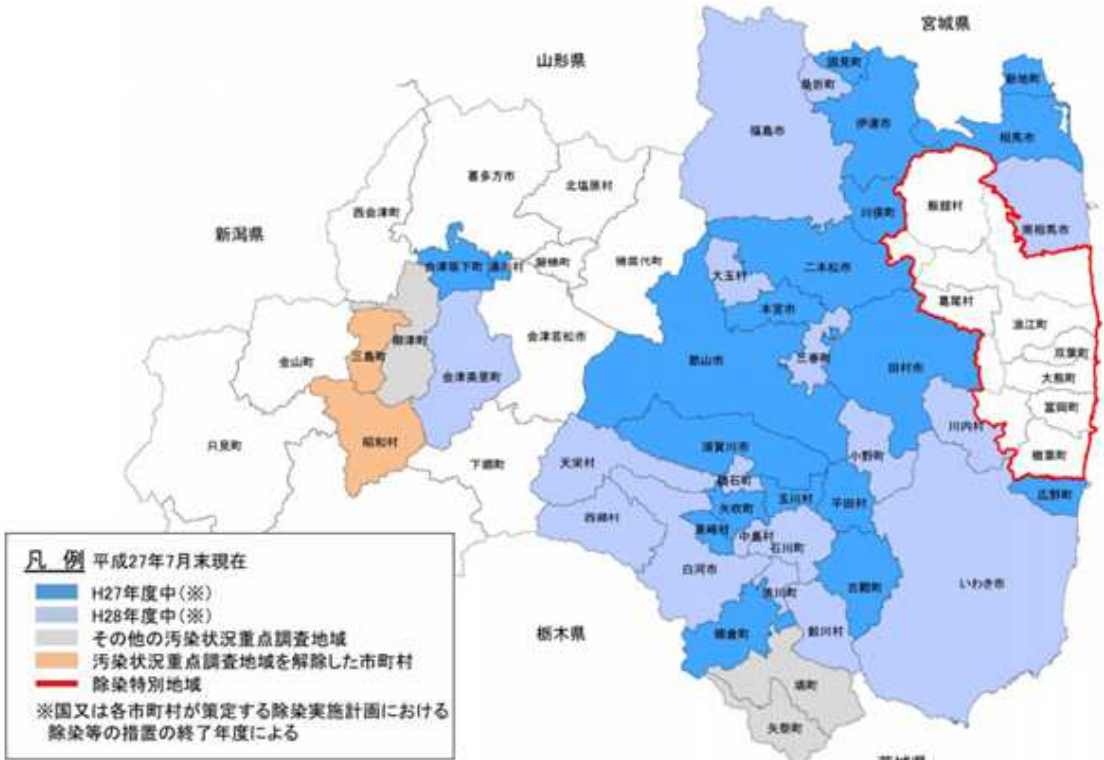 宮城県
山形県
国見町
桑折町
新地町
伊達市
相馬市
福島市
喜多方市
北塩原村
西会津町
飯舘村
川俣町
新潟県
南相馬市
会津坂下町
湯川村
磐梯町
猪苗代町
二本松市
大玉村
葛尾村
本宮市
浪江町
柳津町
会津若松市
三島町
金山町
三春町
双葉町
郡山市
田村市
会津美里町
大熊町
富岡町
昭和村
川内村
只見町
須賀川市
下郷町
天栄村
小野町
楢葉町
鏡石町
玉川村
平田村
広野町
矢吹町
西郷村
泉崎村
中島村
石川町
白河市
いわき市
古殿町
浅川町
棚倉町
鮫川村
栃木県
塙町
矢祭町
茨城県
凡 例 平成27年7月末現在
H27年度中(※)
H28年度中(※)
その他の汚染状況重点調査地域
汚染状況重点調査地域を解除した市町村
除染特別地域
※国又は各市町村が策定する除染実施計画における
除染等の措置の終了年度による